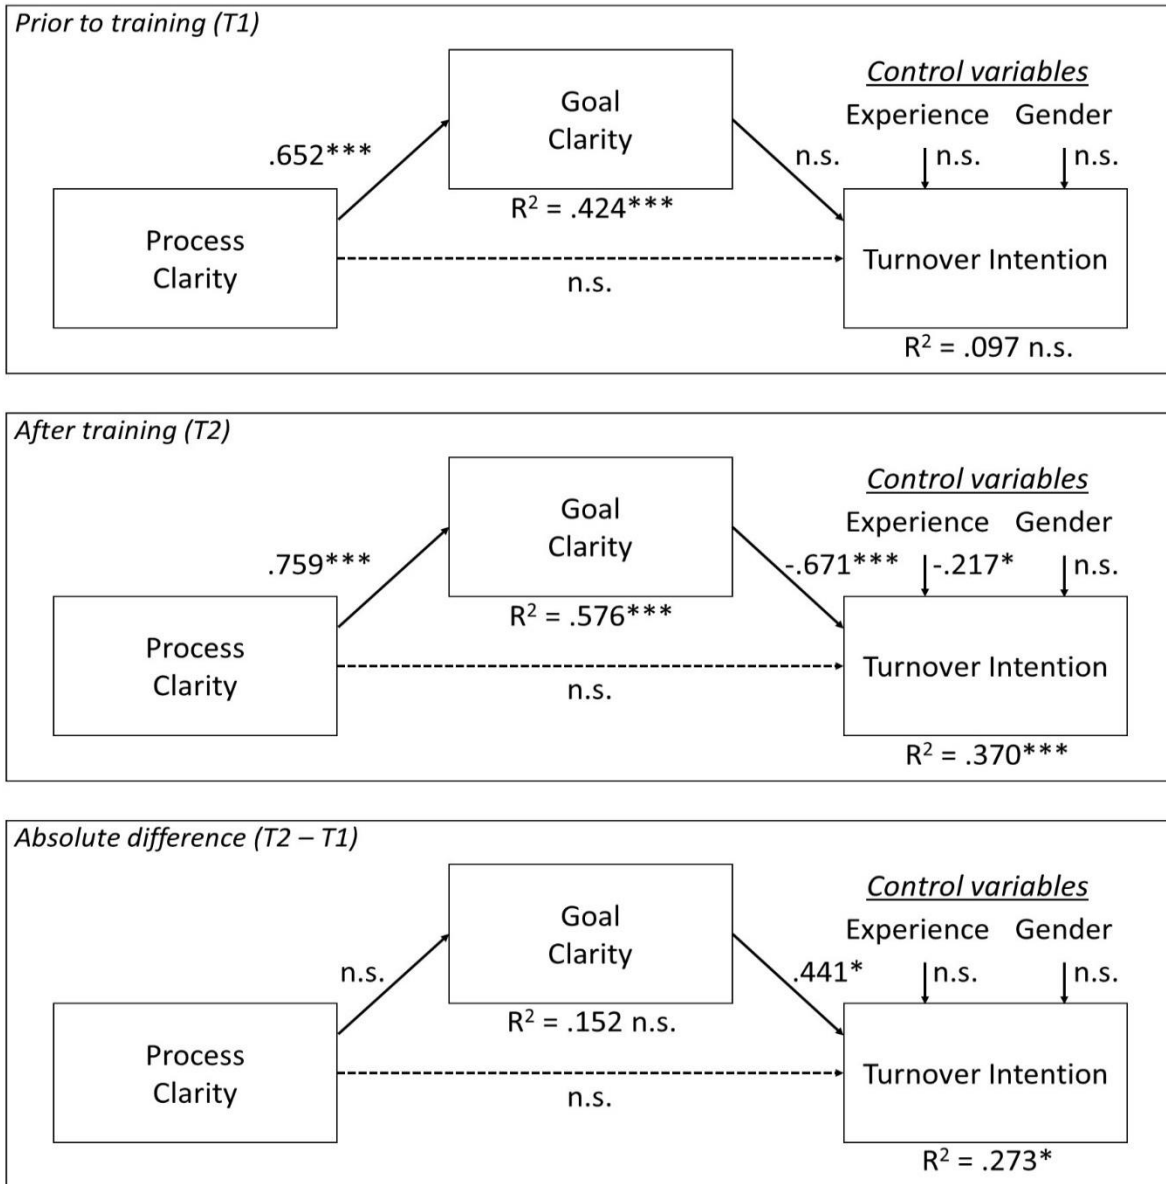 Prior to training (T1)
Goal
Clarity
Control variables
Experience Gender
.652***
n.s.
n.s.
n.s.
R² = .424***
Process
Clarity
n.s.
Turnover Intention
R² = .097 n.s.
After training (T2)
Goal
Clarity
Control variables
Experience Gender
.759***
-.671***
-.217*
n.s.
R² = .576***
Process
Clarity
n.s.
Turnover Intention
R² = .370***
Absolute difference (T2 – T1)
Goal
Clarity
Control variables
Experience Gender
n.s.
.441*
n.s.
n.s.
R² = .152 n.s.
Process
Clarity
n.s.
Turnover Intention
R² = .273*